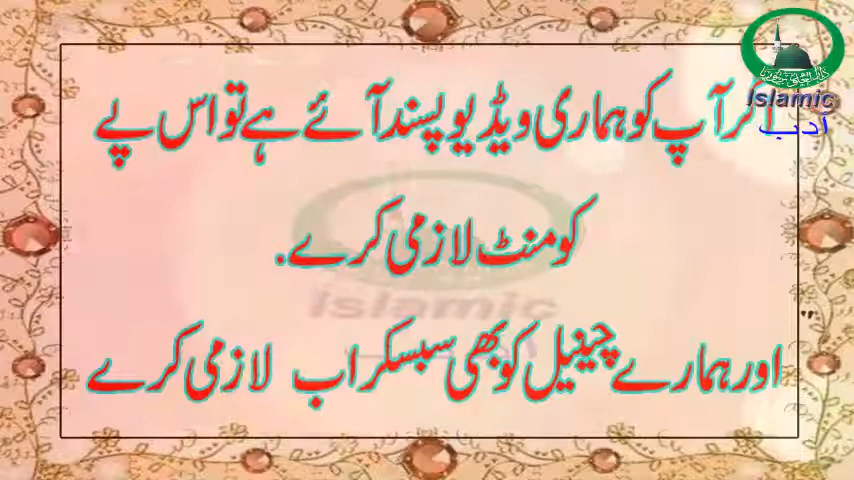 Islamic
ادب
اگر آپ کو ہماری ویڈیو پسند آئے ہے تو اس پے
کومنٹ لازمی کرے.
Islamic
اور ہمارے چینیل کو بھی سبسکراب لازمی کرے